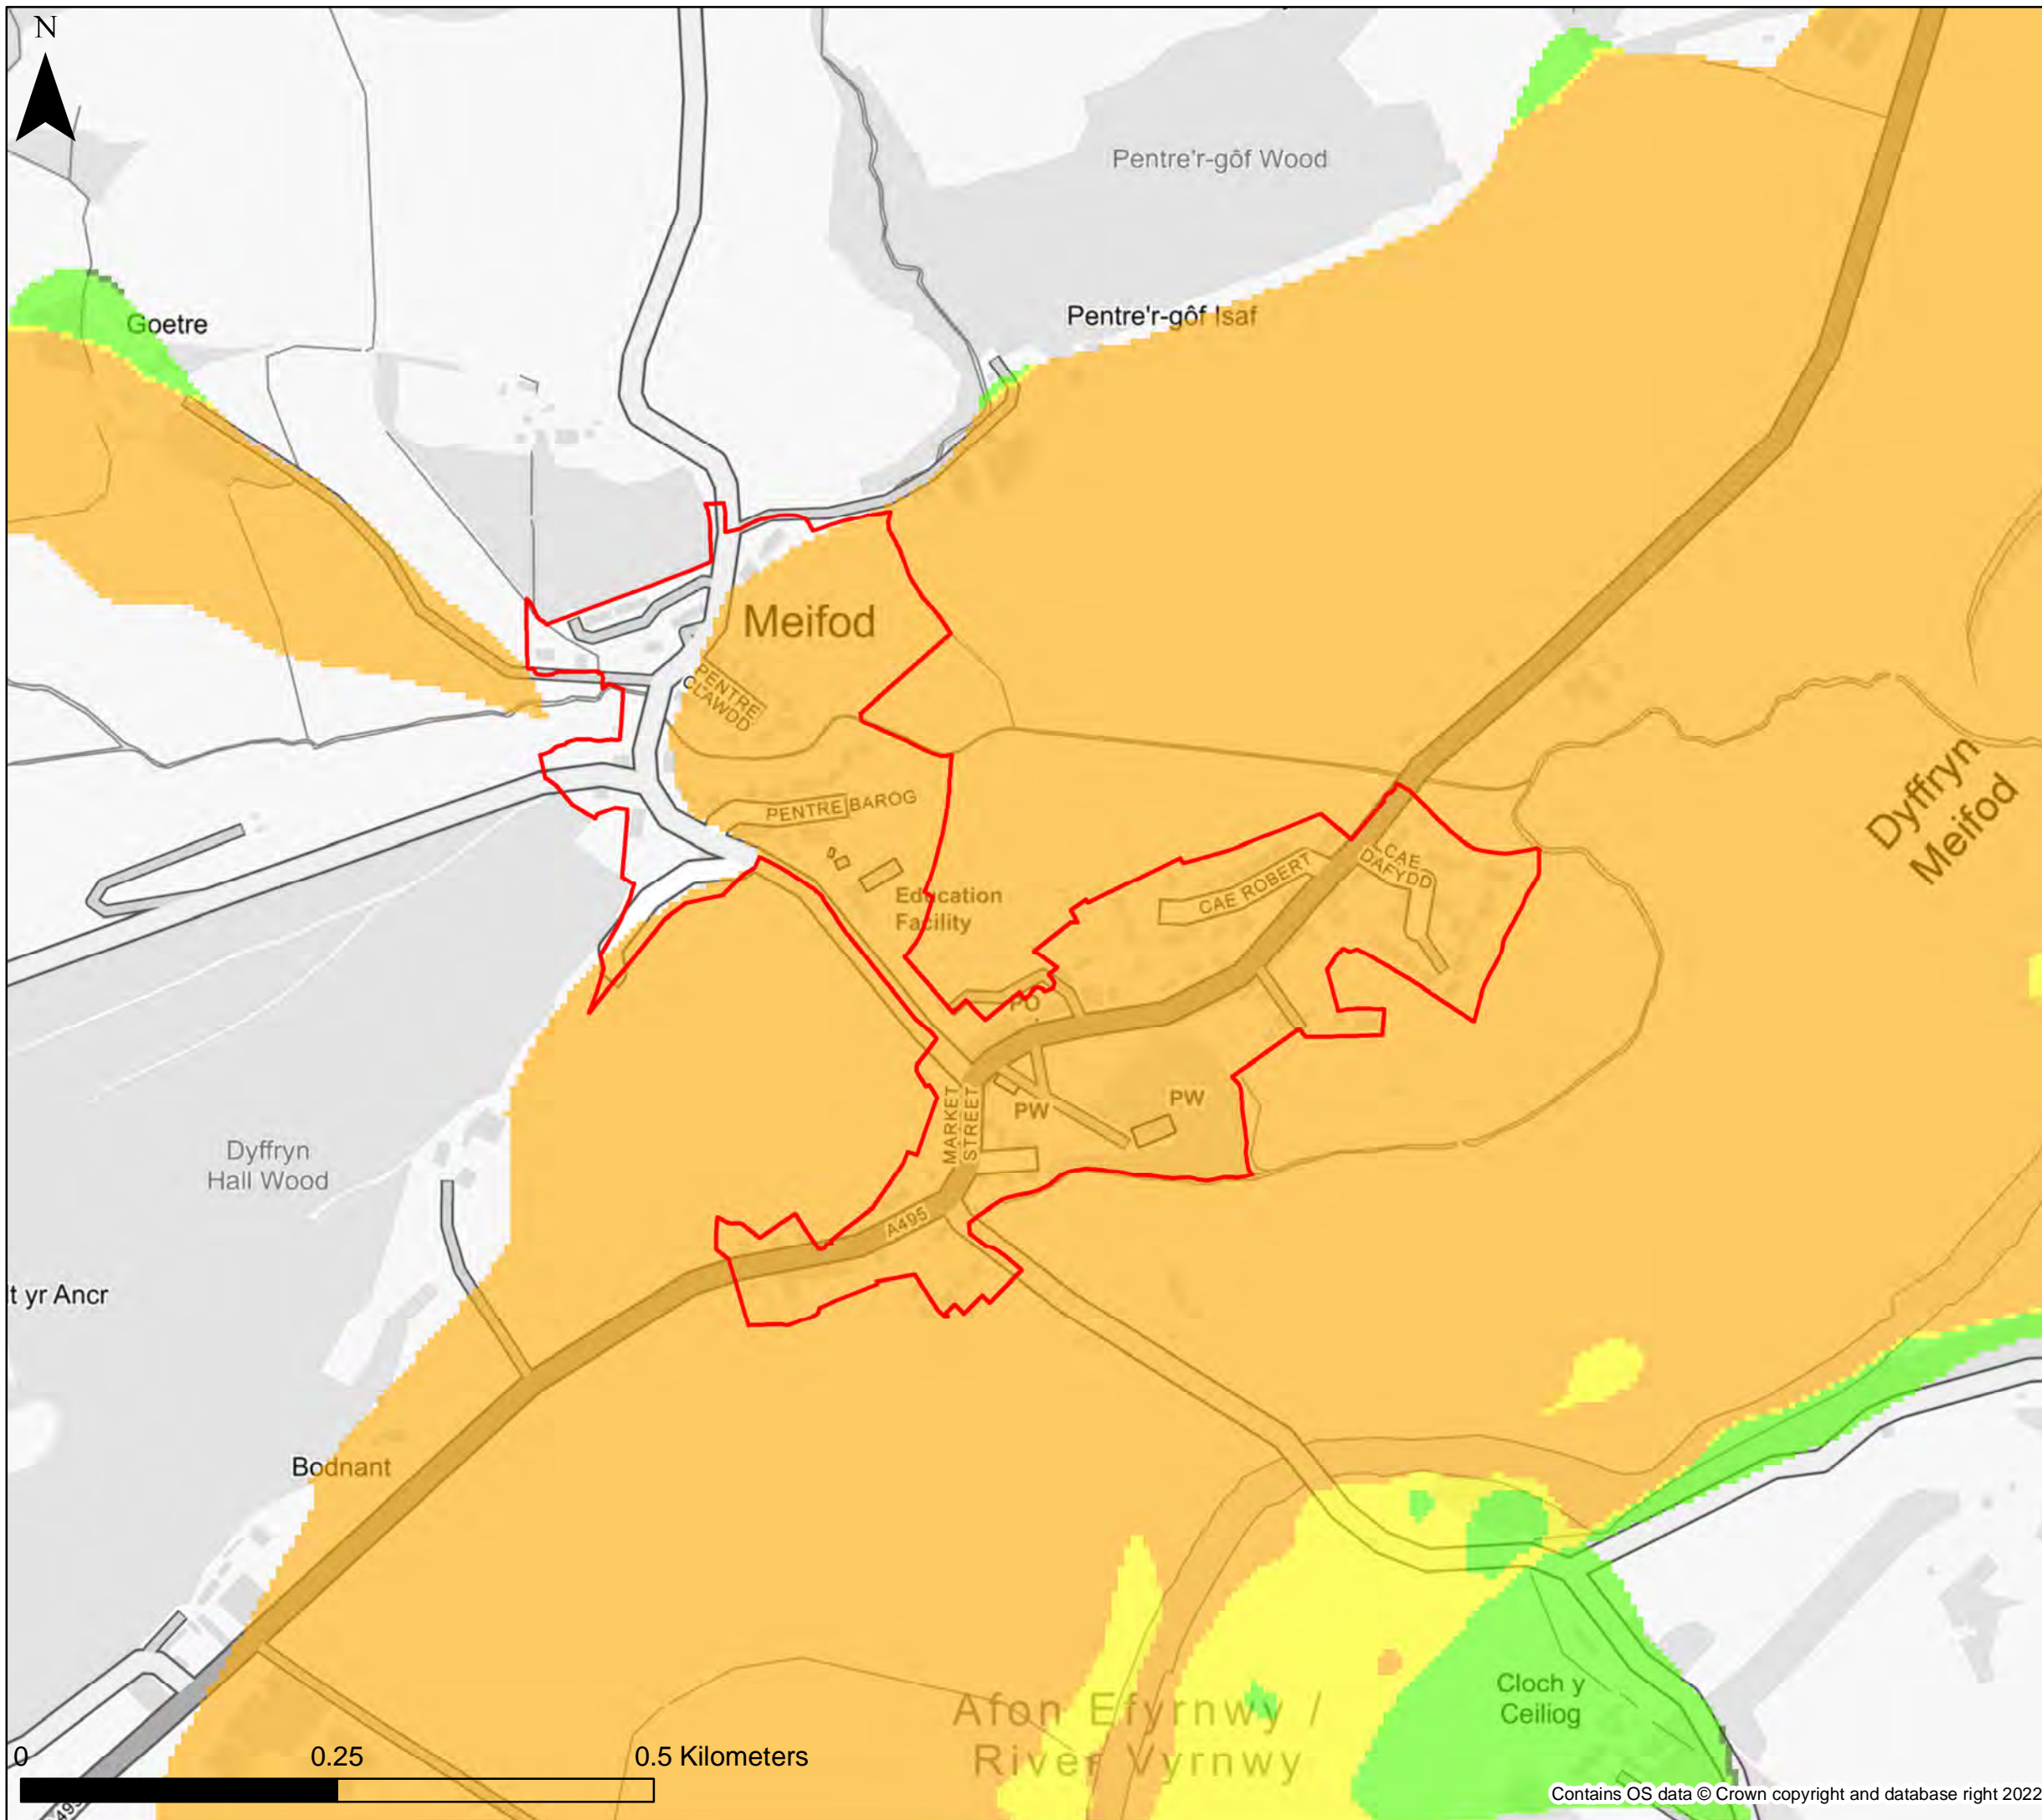 N
Pentre'r-gôf Wood
Goetre
Pentre'r-gôf Isaf
Meifod
PENTRE
CLAWDD
PENTRE BAROG
Education
Facility
CAE ROBERT
CAE
DAFYDD
Dyffryn
Meifod
PO
MARKET
STREET
PW
PW
Dyffryn
Hall Wood
A495
t yr Ancr
Bodnant
Cloch y
Ceiliog
Afon Efyrnwy /
River Vyrnwy
0
0.25
0.5 Kilometers
Contains OS data © Crown copyright and database right 2022